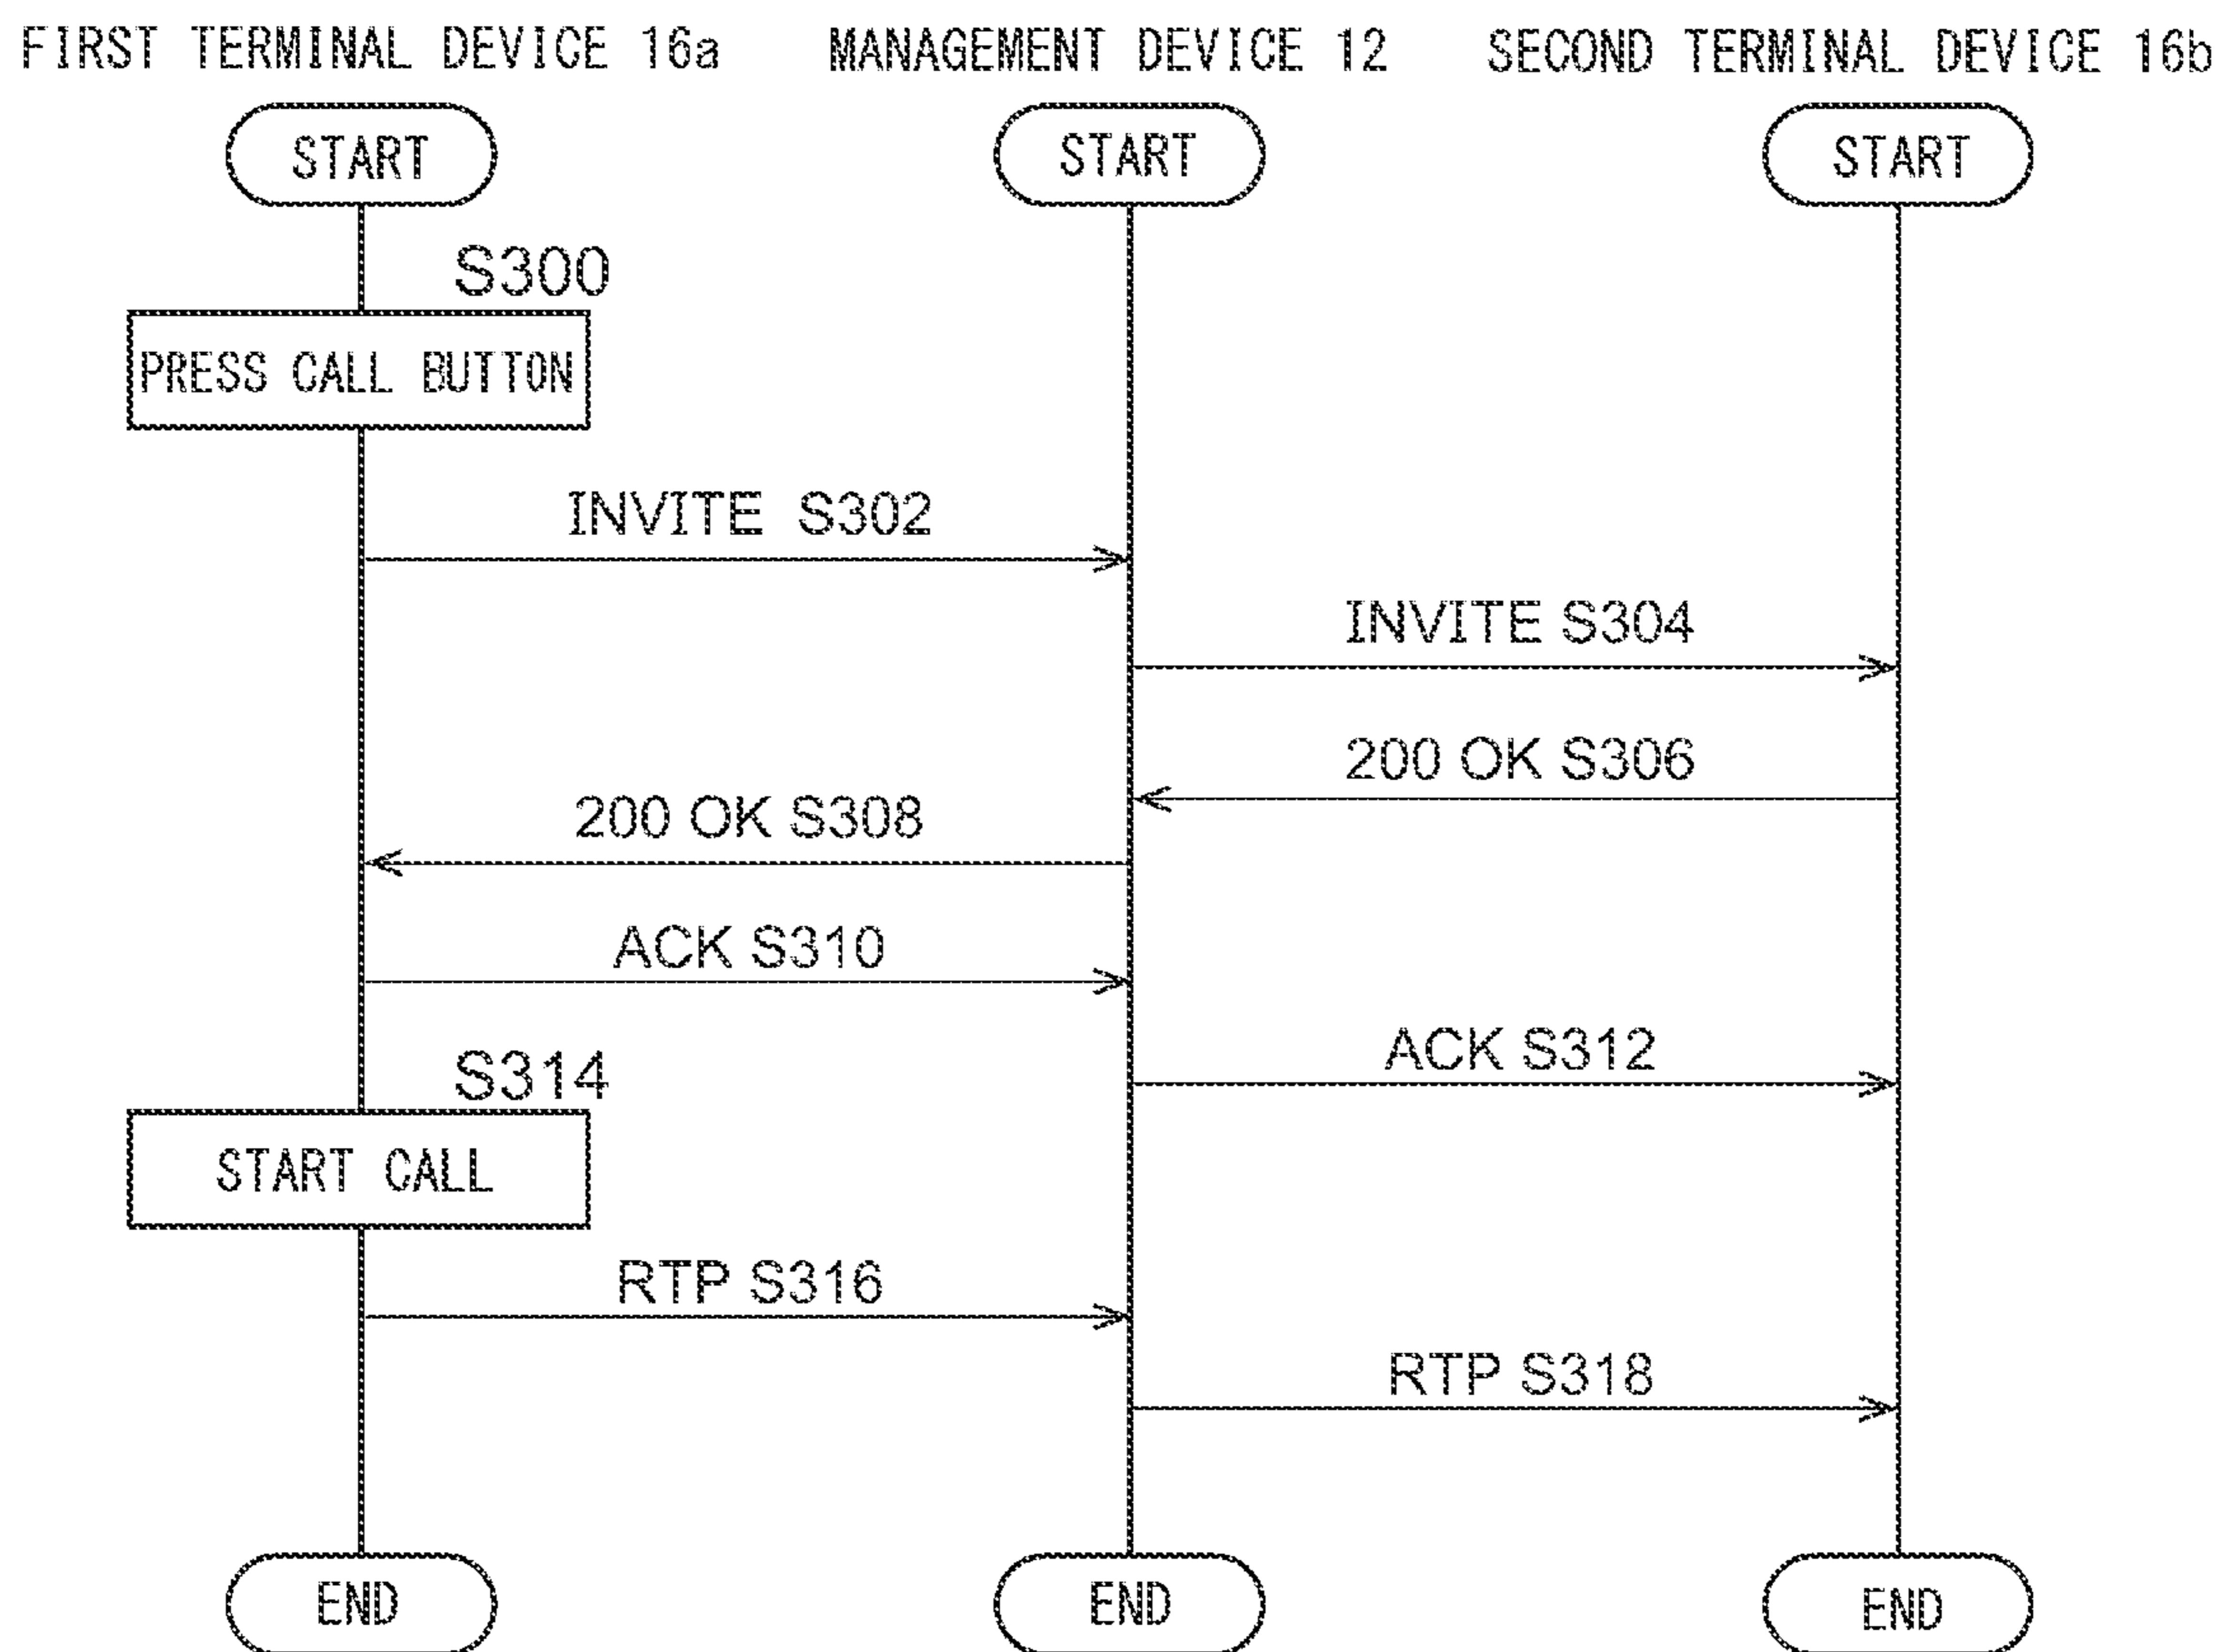 FIRST TERMINAL DEVICE 16a MANAGEMENT DEVICE 12 SECOND TERMINAL DEVICE 16b
START START START
S300
PRESS CALL BUTTON
INVITE S302
INVITE S304
200 OK S306
200 OK S308
ACK S310
ACK S312
S314
START CALL
RTP S316
RTP S318
END END END